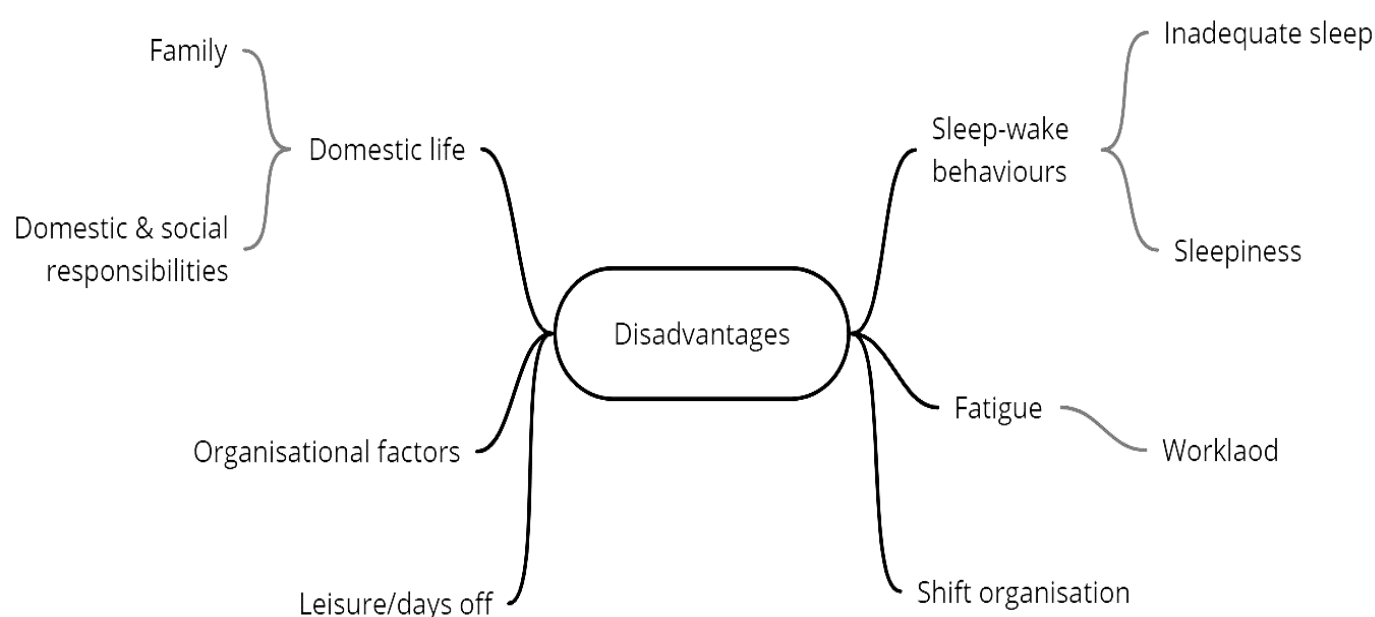 Family
Domestic life
Domestic & social
responsibilities
Organisational factors
Leisure/days off
Disadvantages
Inadequate sleep
Sleep-wake
behaviours
Sleepiness
Fatigue
Worklaod
Shift organisation